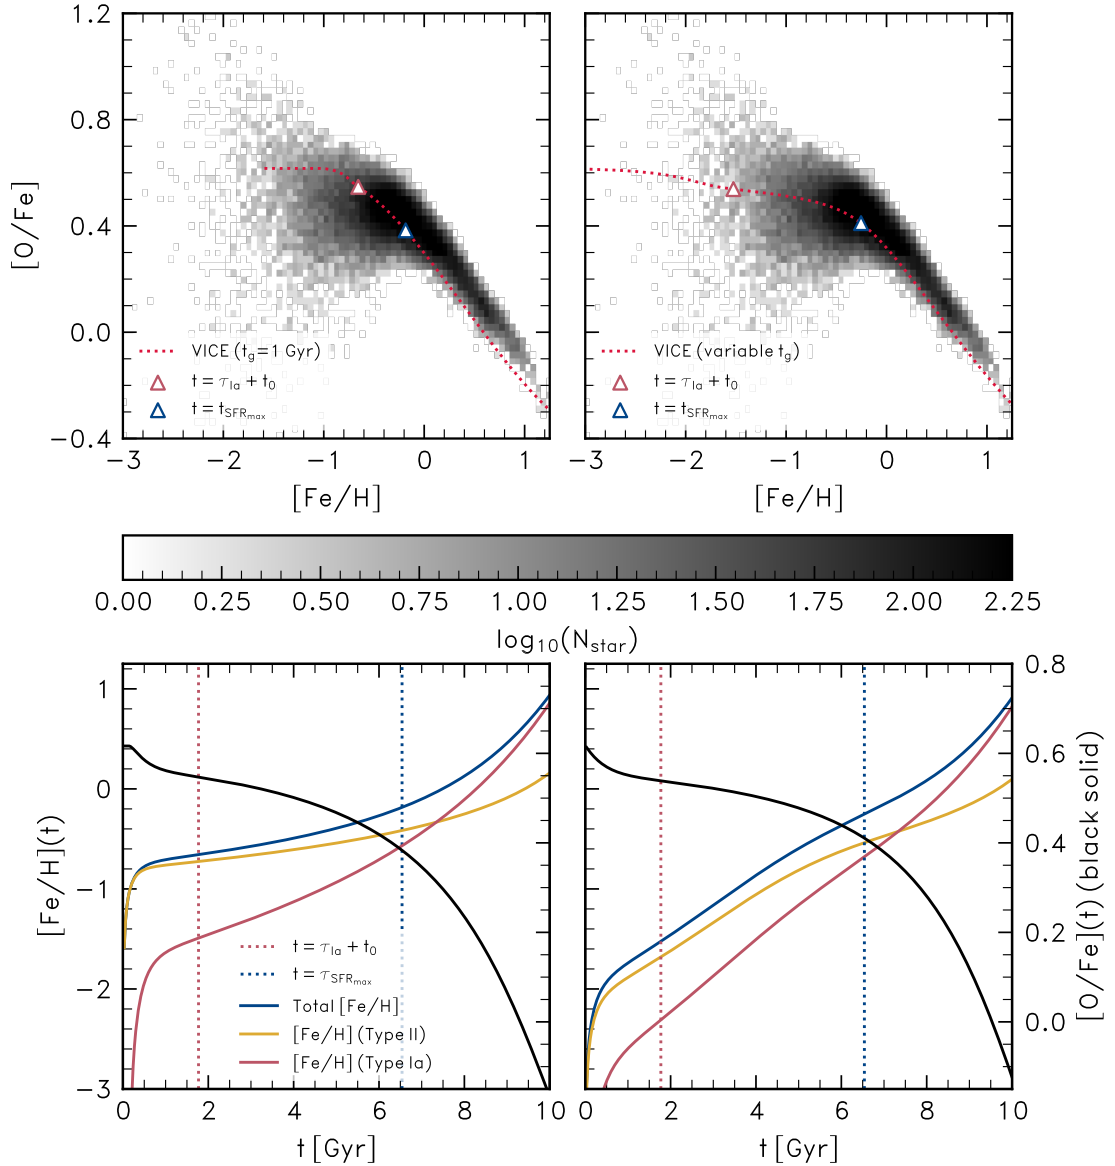 1.2
0.8
0.4
0.0
−0.4
[O/Fe]
VICE (t_g=1 Gyr)
t = τ_Ia + t_0
t = t_SFR_max
−3 −2 −1 0 1
[Fe/H]
VICE (variable t_g)
t = τ_Ia + t_0
t = t_SFR_max
−3 −2 −1 0 1
[Fe/H]
0.00 0.25 0.50 0.75 1.00 1.25 1.50 1.75 2.00 2.25
log_10(N_star)
1
0
−1
−2
−3
[Fe/H](t)
t = τ_Ia + t_0
t = τ_SFR_max
Total [Fe/H]
[Fe/H] (Type II)
[Fe/H] (Type Ia)
0 2 4 6 8 10
t [Gyr]
0 2 4 6 8 10
t [Gyr]
0.8
0.6
0.4
0.2
0.0
[O/Fe](t) (black solid)